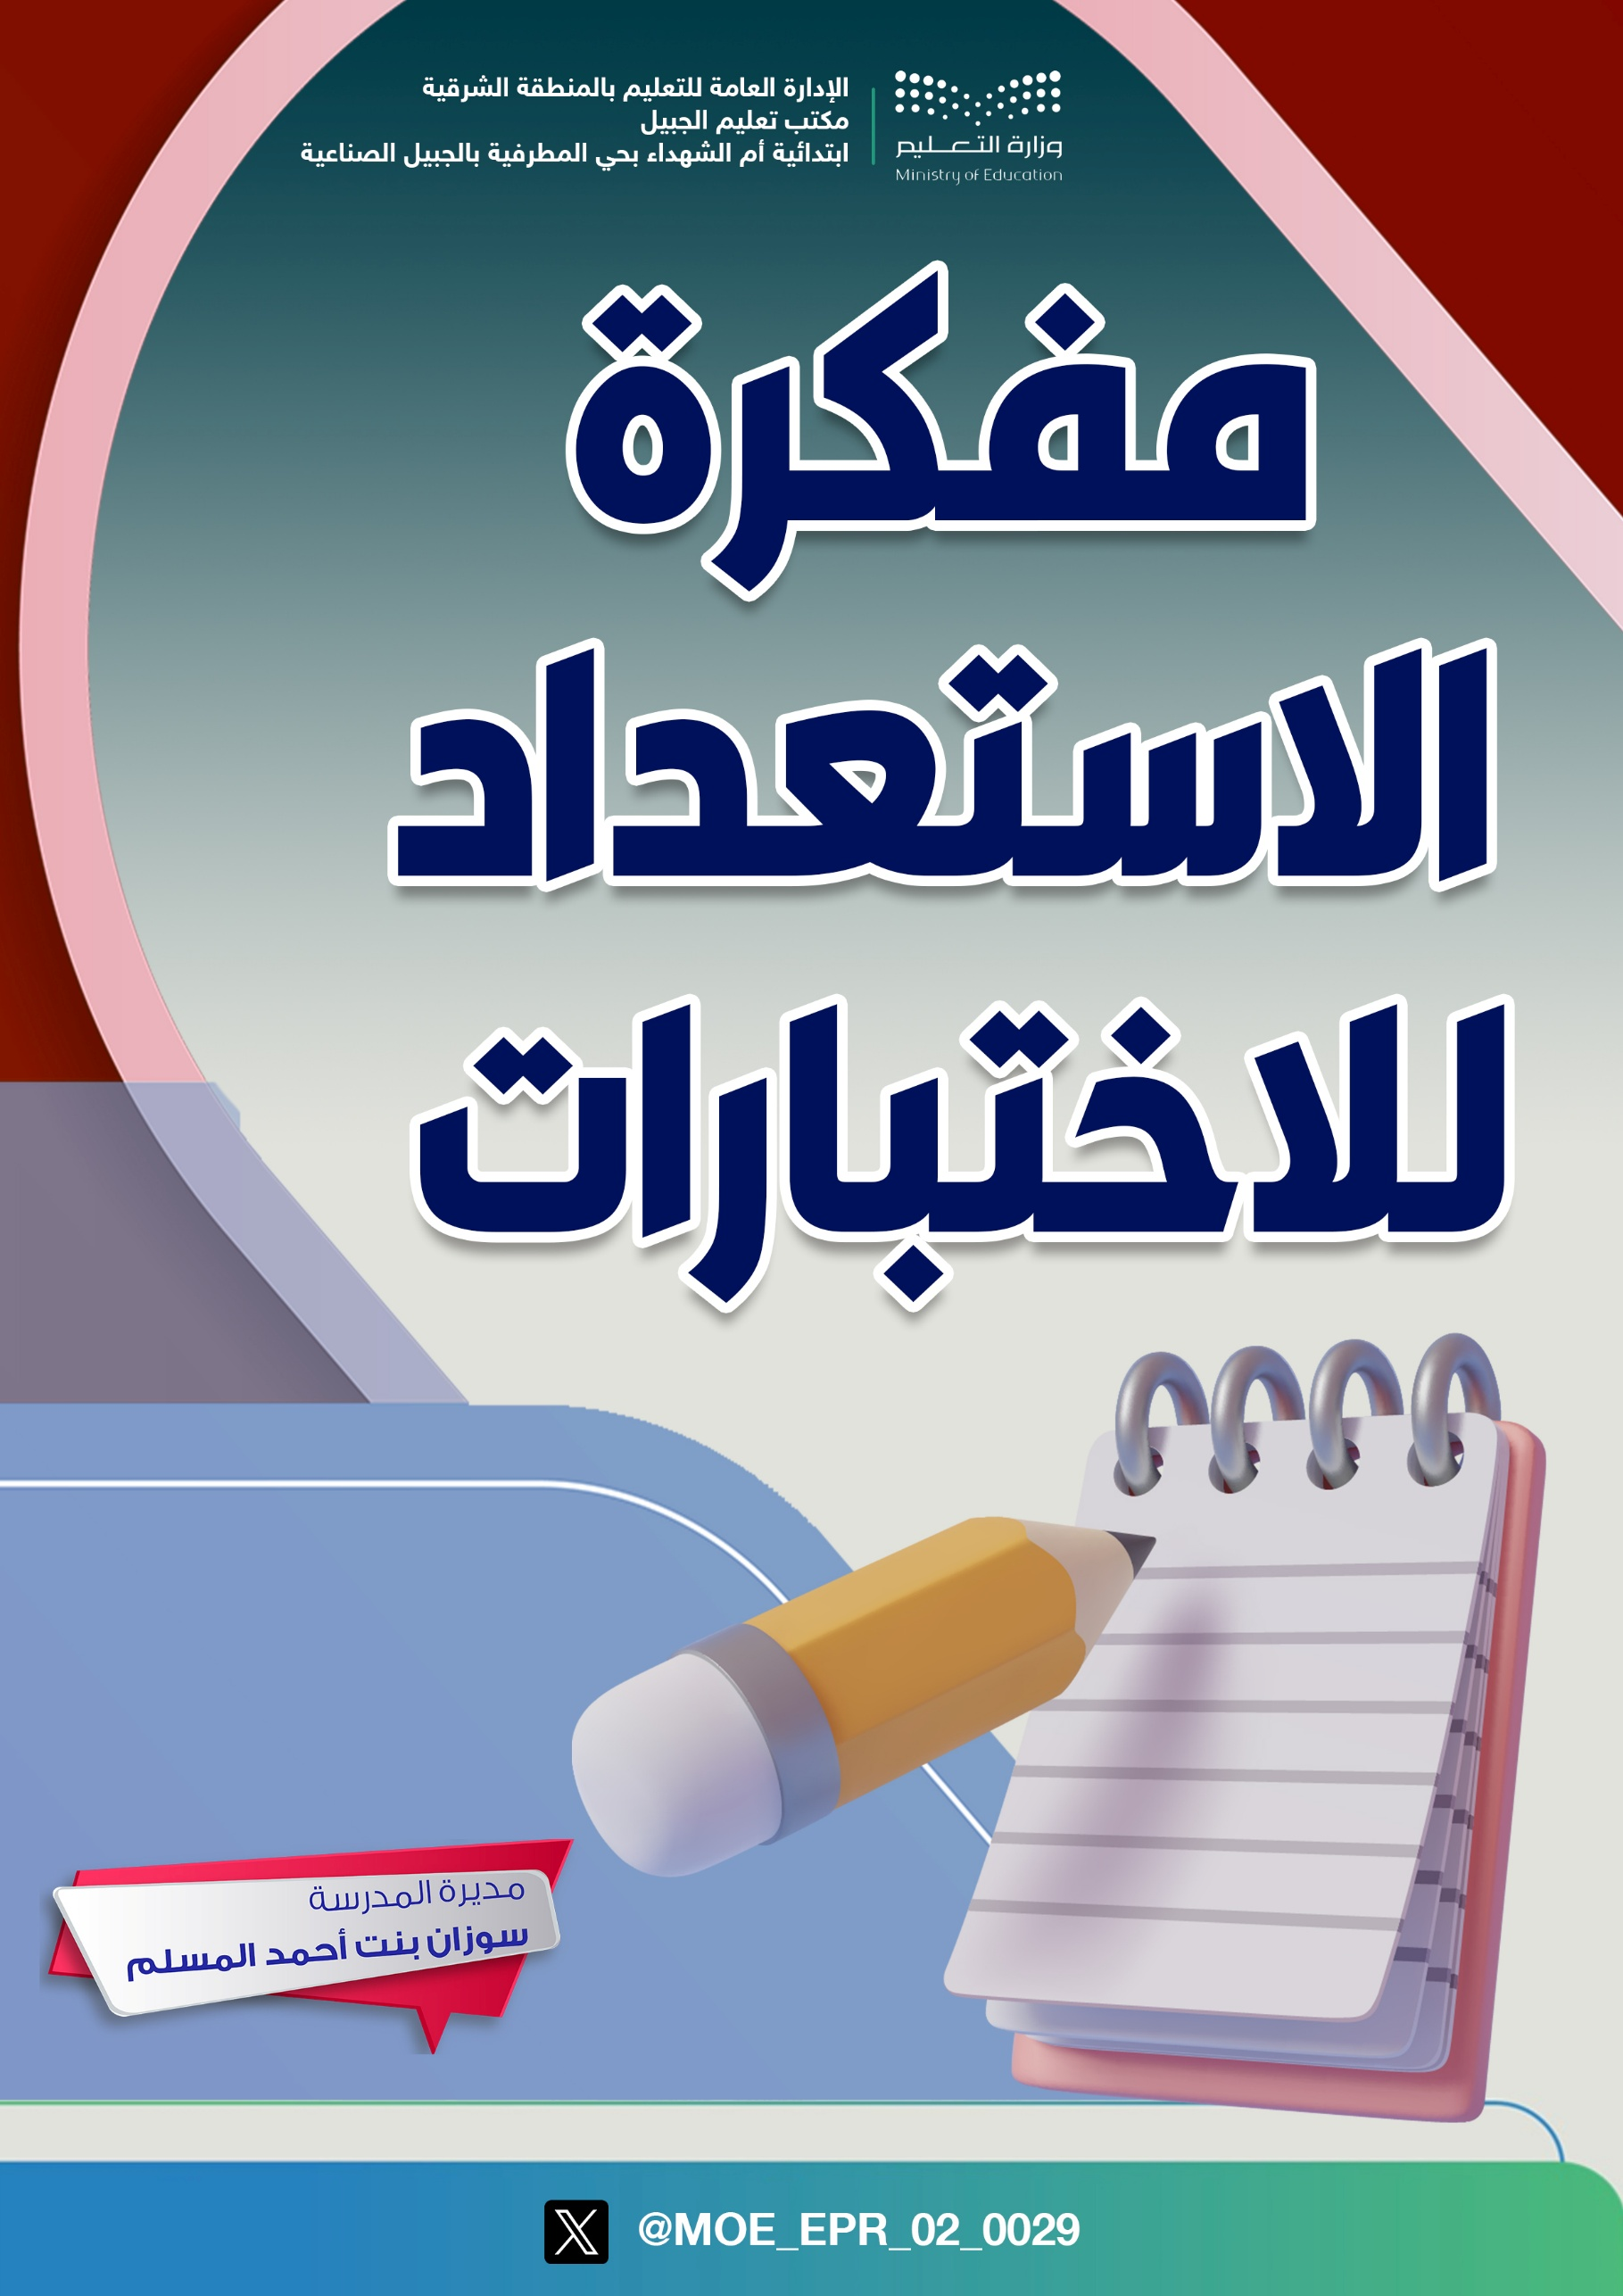 وزارة التعليم
Ministry of Education
الإدارة العامة للتعليم بالمنطقة الشرقية
مكتب تعليم الجبيل
ابتدائية أم الشهداء بحي المطرفية بالجبيل الصناعية
مفكرة
الاستعداد
للاختبارات
مديرة المدرسة
سوزان بنت أحمد المسلم
@MOE_EPR_02_0029